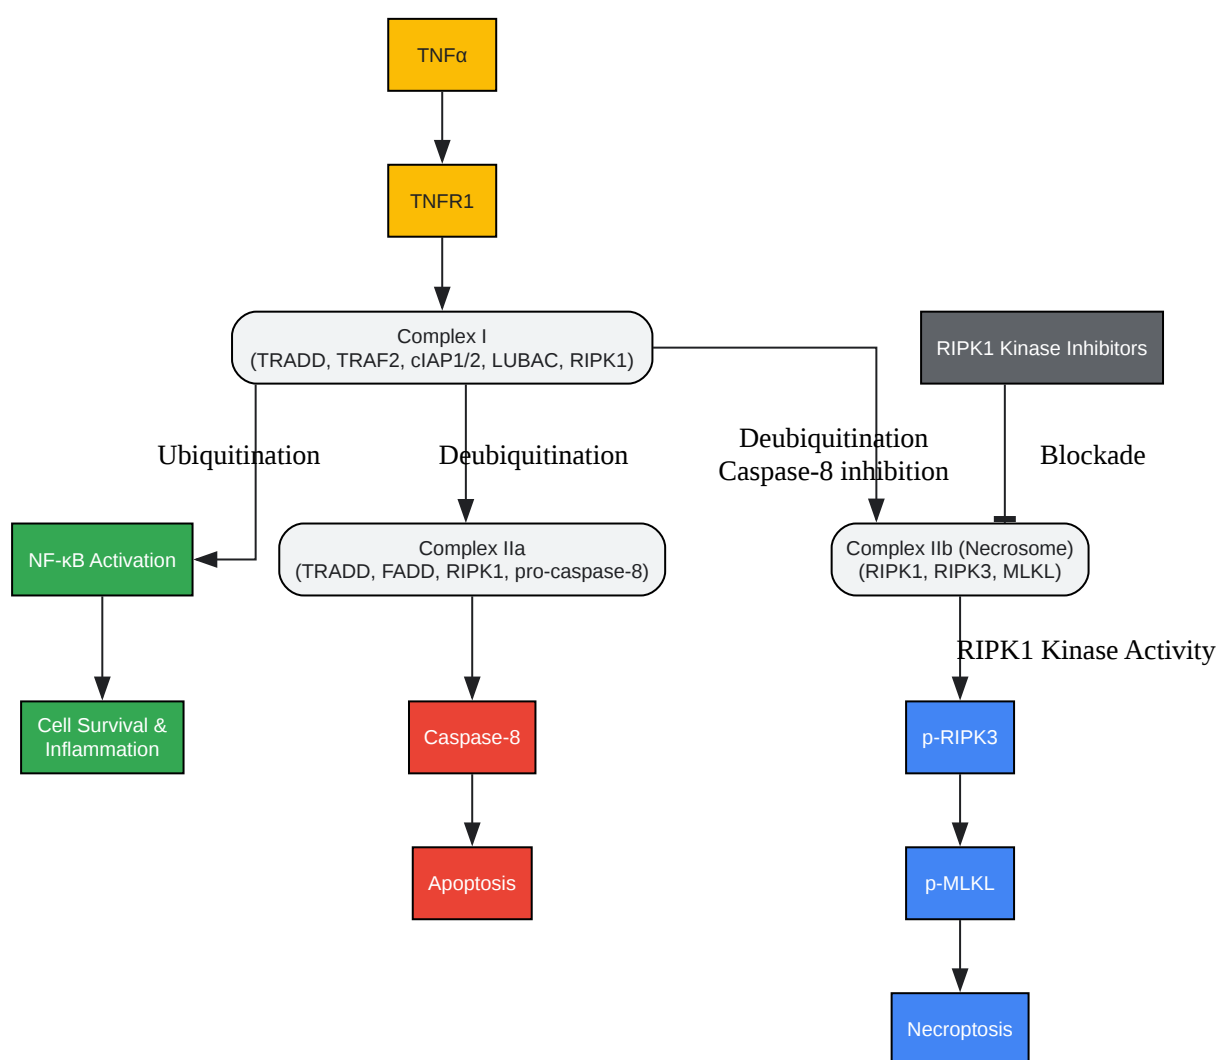 TNFα
TNFR1
Complex I
(TRADD, TRAF2, cIAP1/2, LUBAC, RIPK1)
RIPK1 Kinase Inhibitors
Ubiquitination
Deubiquitination
Deubiquitination
Caspase-8 inhibition
Blockade
NF-κB Activation
Complex IIa
(TRADD, FADD, RIPK1, pro-caspase-8)
Complex IIb (Necrosome)
(RIPK1, RIPK3, MLKL)
RIPK1 Kinase Activity
Cell Survival &
Inflammation
Caspase-8
p-RIPK3
Apoptosis
p-MLKL
Necroptosis